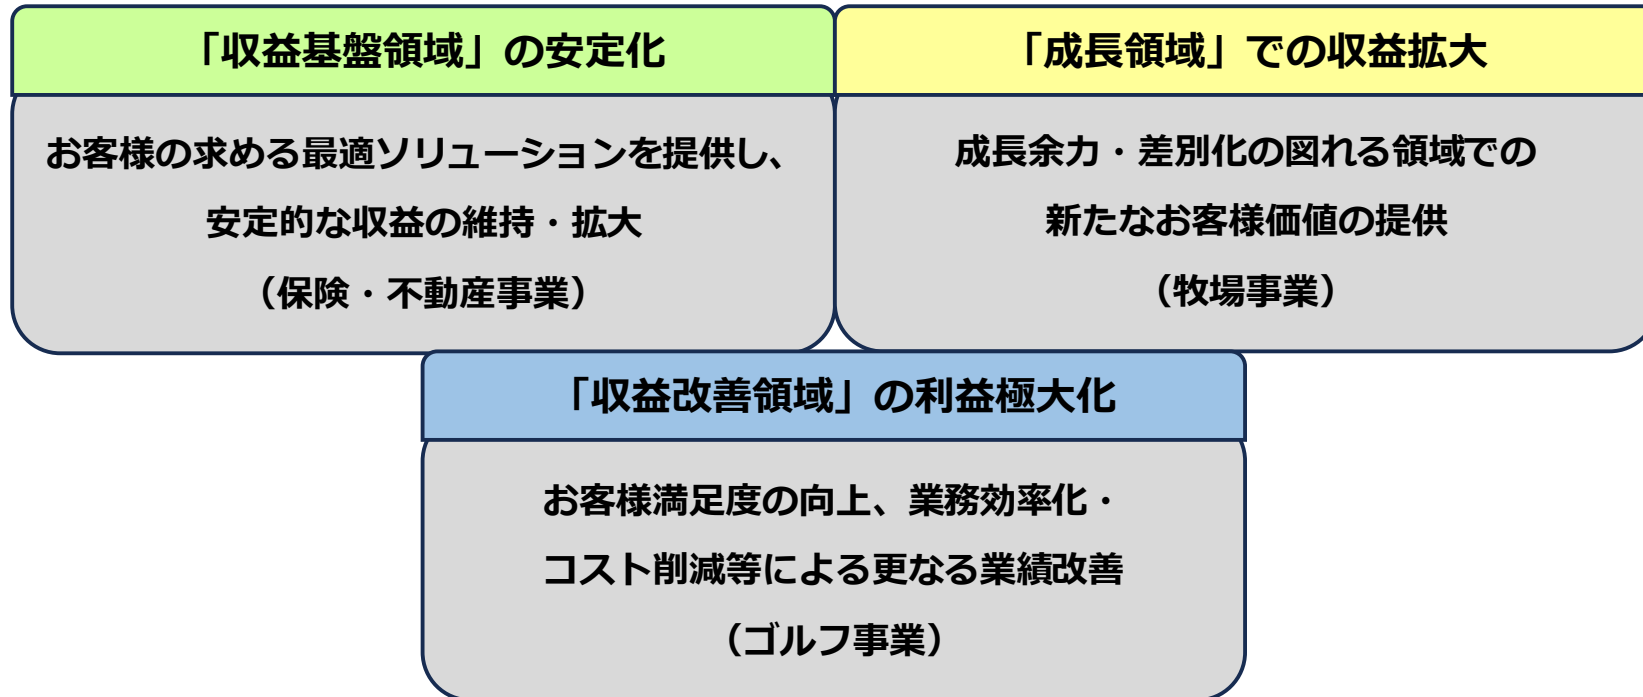 「収益基盤領域」の安定化
お客様の求める最適ソリューションを提供し、
安定的な収益の維持・拡大
（保険・不動産事業）
「成長領域」での収益拡大
成長余力・差別化の図れる領域での
新たなお客様価値の提供
（牧場事業）
「収益改善領域」の利益極大化
お客様満足度の向上、業務効率化・
コスト削減等による更なる業績改善
（ゴルフ事業）